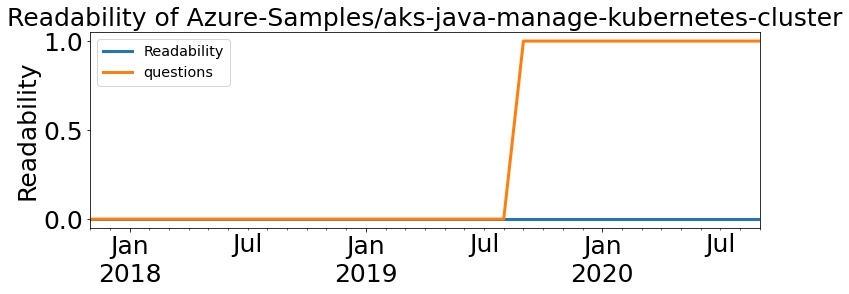 Readability of Azure-Samples/aks-java-manage-kubernetes-cluster
Readability
questions
Readability
1.0
0.5
0.0
Jan Jul Jan Jul Jan Jul
2018 2019 2020